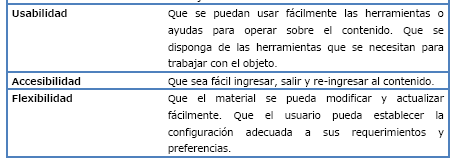 Usabilidad Que se puedan usar fácilmente las herramientas o
ayudas para operar sobre el contenido. Que se
disponga de las herramientas que se necesitan para
trabajar con el objeto.
Accesibilidad Que sea fácil ingresar, salir y re-ingresar al contenido.
Flexibilidad Que el material se pueda modificar y actualizar
fácilmente. Que el usuario pueda establecer la
configuración adecuada a sus requerimientos y
preferencias.